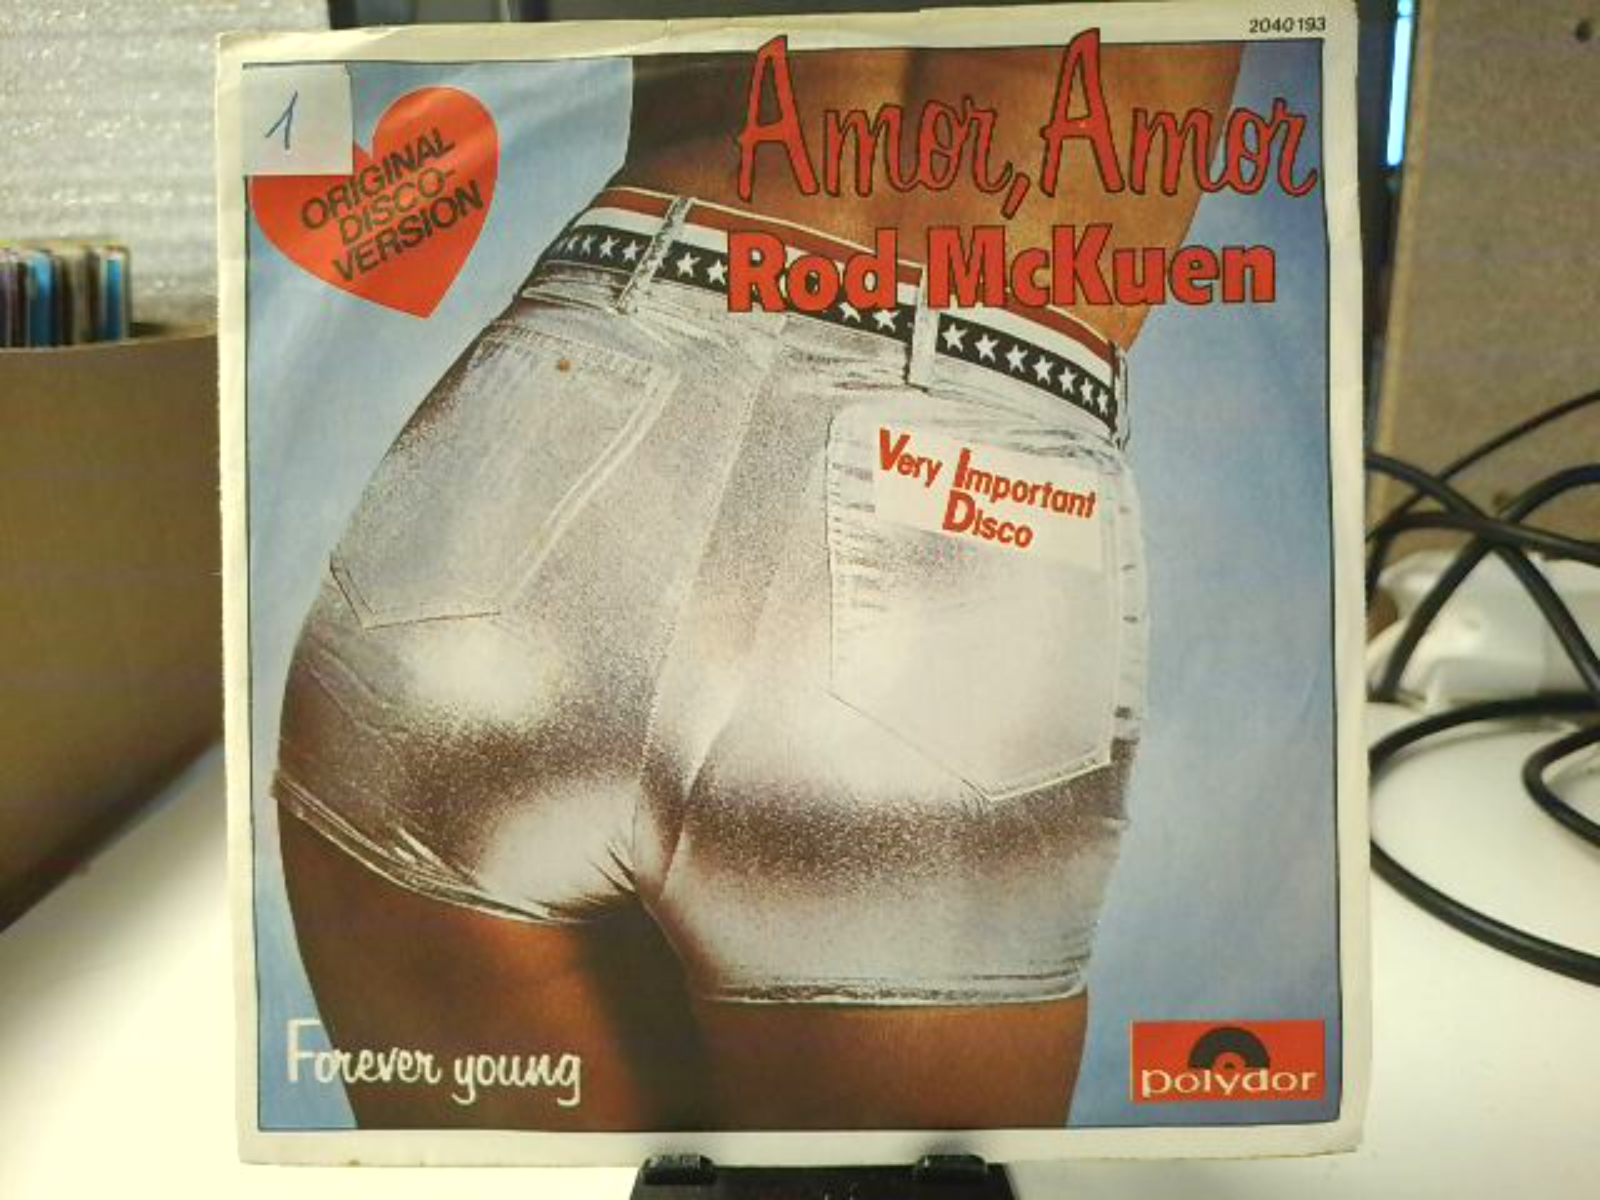 2040 193
1
ORIGINAL
DISCO-
VERSION
Amor, Amor
Rod McKuen
Very Important
Disco
Forever young
polydor